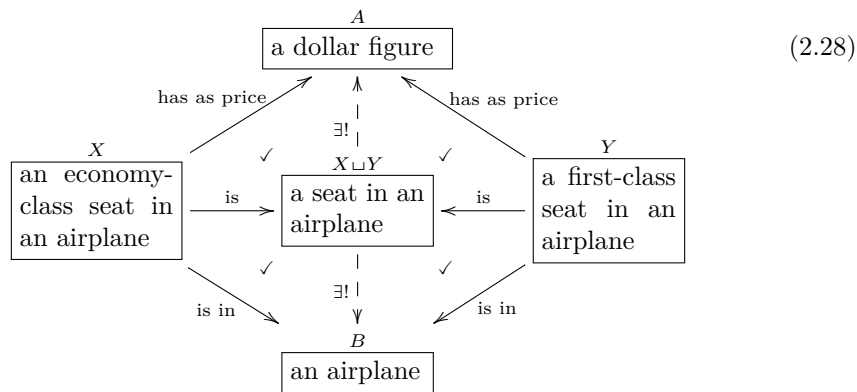 A
a dollar figure
(2.28)
has as price
has as price
∃!
✓
✓
X
X⊔Y
Y
an economy-
class seat in
an airplane
is
a seat in an
airplane
is
a first-class
seat in an
airplane
✓
✓
∃!
is in
is in
B
an airplane